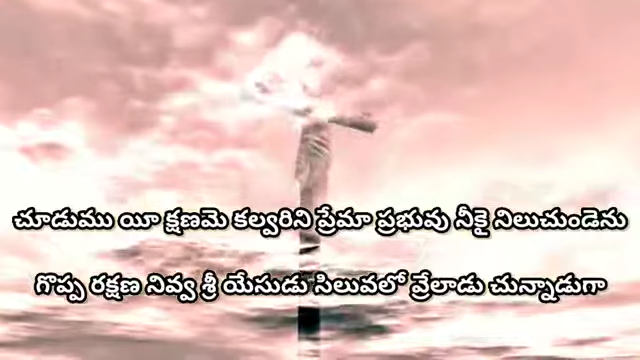 చూడుము యీ క్షణమె కల్వరిని ప్రేమా ప్రభువు నీకై నిలుచుండెను
గొప్ప రక్షణ నివ్వ శ్రీ యేసుడు సిలువలో వ్రేలాడు చున్నాడుగా